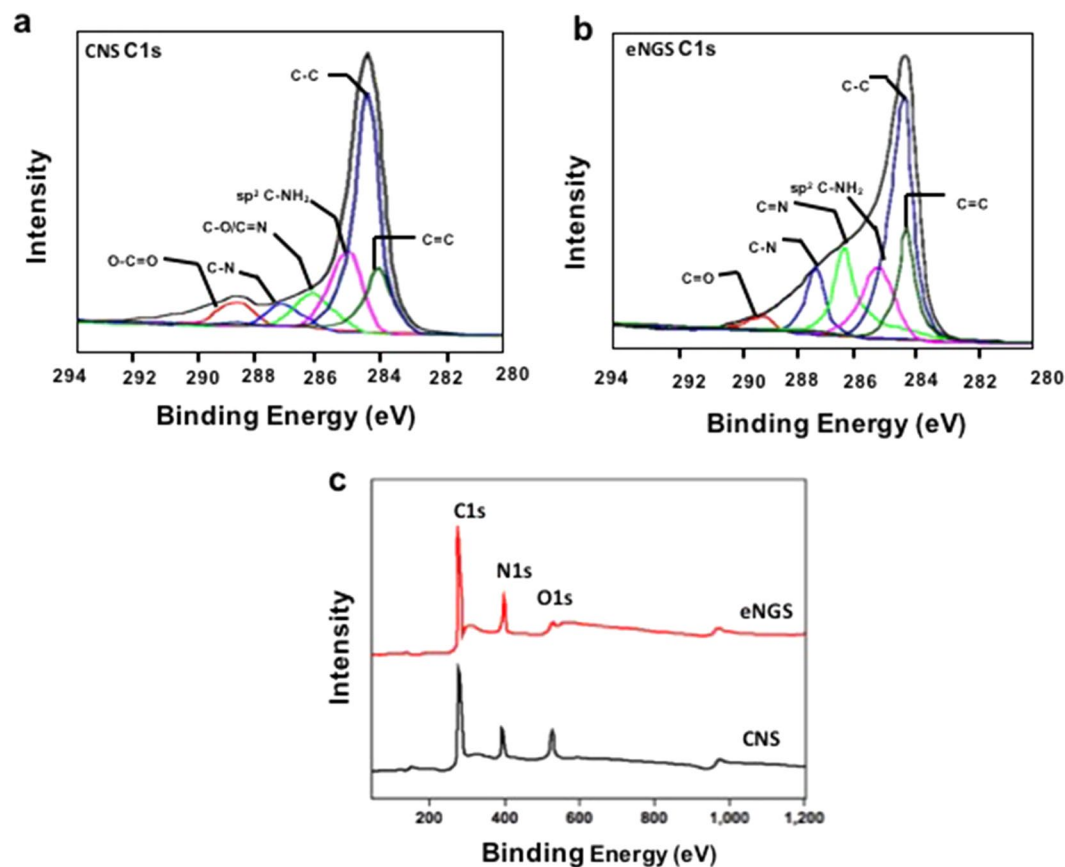 a
CNS C1s
C-C
sp² C-NH₂
C-O/C=N
O-C=O
C-N
C=C
Intensity
294 292 290 288 286 284 282 280
Binding Energy (eV)
b
eNGS C1s
C-C
sp² C-NH₂
C=N
C=C
C-N
C=O
Intensity
294 292 290 288 286 284 282 280
Binding Energy (eV)
c
C1s
N1s
O1s
eNGS
CNS
Intensity
200 400 600 800 1,000 1,200
Binding Energy (eV)